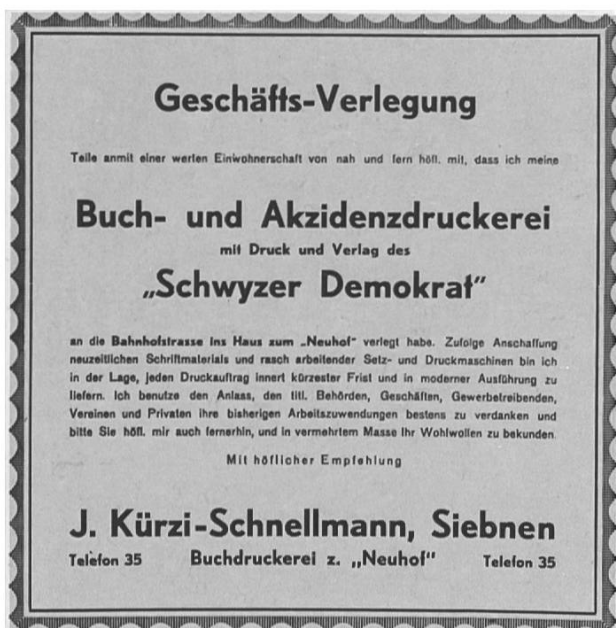 Geschäfts-Verlegung
Teile anmit einer werten Einwohnerschaft von nah und fern höfl. mit, dass ich meine
Buch- und Akzidenzdruckerei
mit Druck und Verlag des
„Schwyzer Demokrat"
an die Bahnhofstrasse ins Haus zum „Neuhof" verlegt habe. Zufolge Anschaffung
neuzeitlichen Schriftmaterials und rasch arbeitender Setz- und Druckmaschinen bin ich
in der Lage, jeden Druckauftrag innert kürzester Frist und in moderner Ausführung zu
liefern. Ich benutze den Anlass, den titl. Behörden, Geschäften, Gewerbetreibenden,
Vereinen und Privaten ihre bisherigen Arbeitszuwendungen bestens zu verdanken und
bitte Sie höfl. mir auch fernerhin, und in vermehrtem Masse Ihr Wohlwollen zu bekunden.
Mit höflicher Empfehlung
J. Kürzi-Schnellmann, Siebnen
Telefon 35 Buchdruckerei z. „Neuhof" Telefon 35